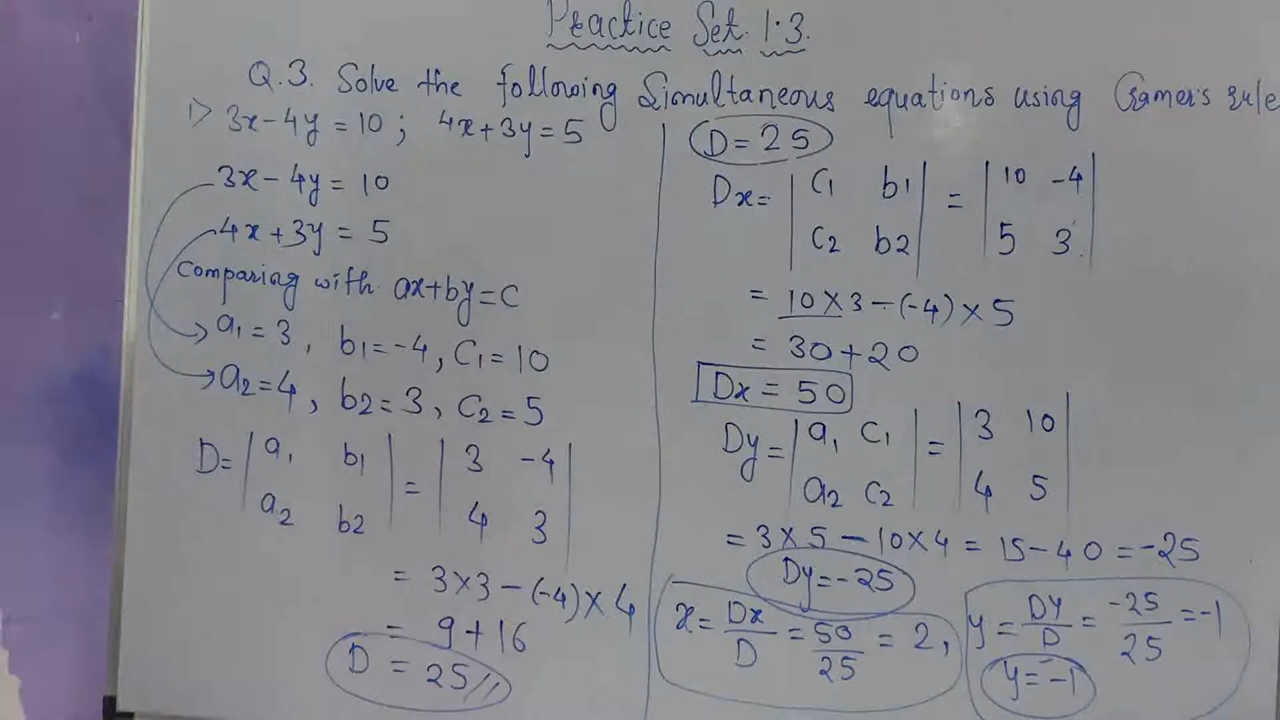 Practice Set 1.3.
Q.3. Solve the following Simultaneous equations using Cramer's rule
1> 3x-4y=10; 4x+3y=5
3x-4y=10
4x+3y=5
Comparing with ax+by=c
a1=3, b1=-4, C1=10
a2=4, b2=3, C2=5
D= | a1 b1 | = | 3 -4 |
| a2 b2 | | 4 3 |
= 3×3-(-4)×4
= 9+16
D = 25//
D=25
Dx= | C1 b1 | = | 10 -4 |
| C2 b2 | | 5 3 |
= 10×3-(-4)×5
= 30+20
Dx = 50
Dy= | a1 C1 | = | 3 10 |
| a2 C2 | | 4 5 |
= 3×5-10×4 = 15-40 = -25
Dy=-25
x= Dx/D = 50/25 = 2,
y= DY/D = -25/25 = -1
y=-1